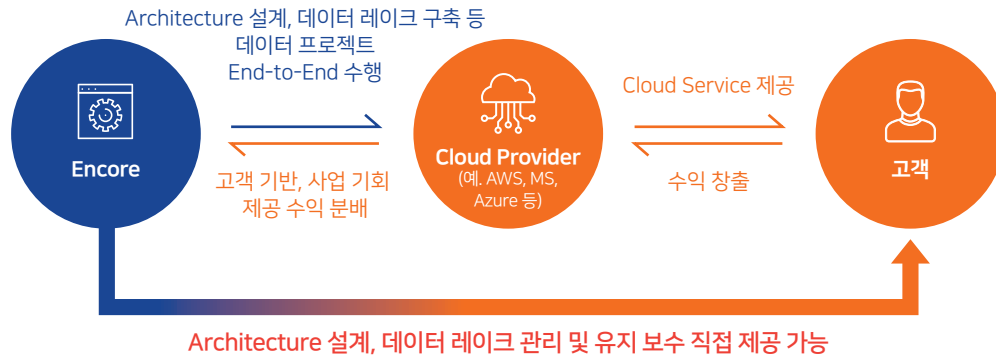 Architecture 설계, 데이터 레이크 구축 등
데이터 프로젝트
End-to-End 수행
Encore
고객 기반, 사업 기회
제공 수익 분배
Cloud Provider
(예. AWS, MS,
Azure 등)
Cloud Service 제공
수익 창출
고객
Architecture 설계, 데이터 레이크 관리 및 유지 보수 직접 제공 가능